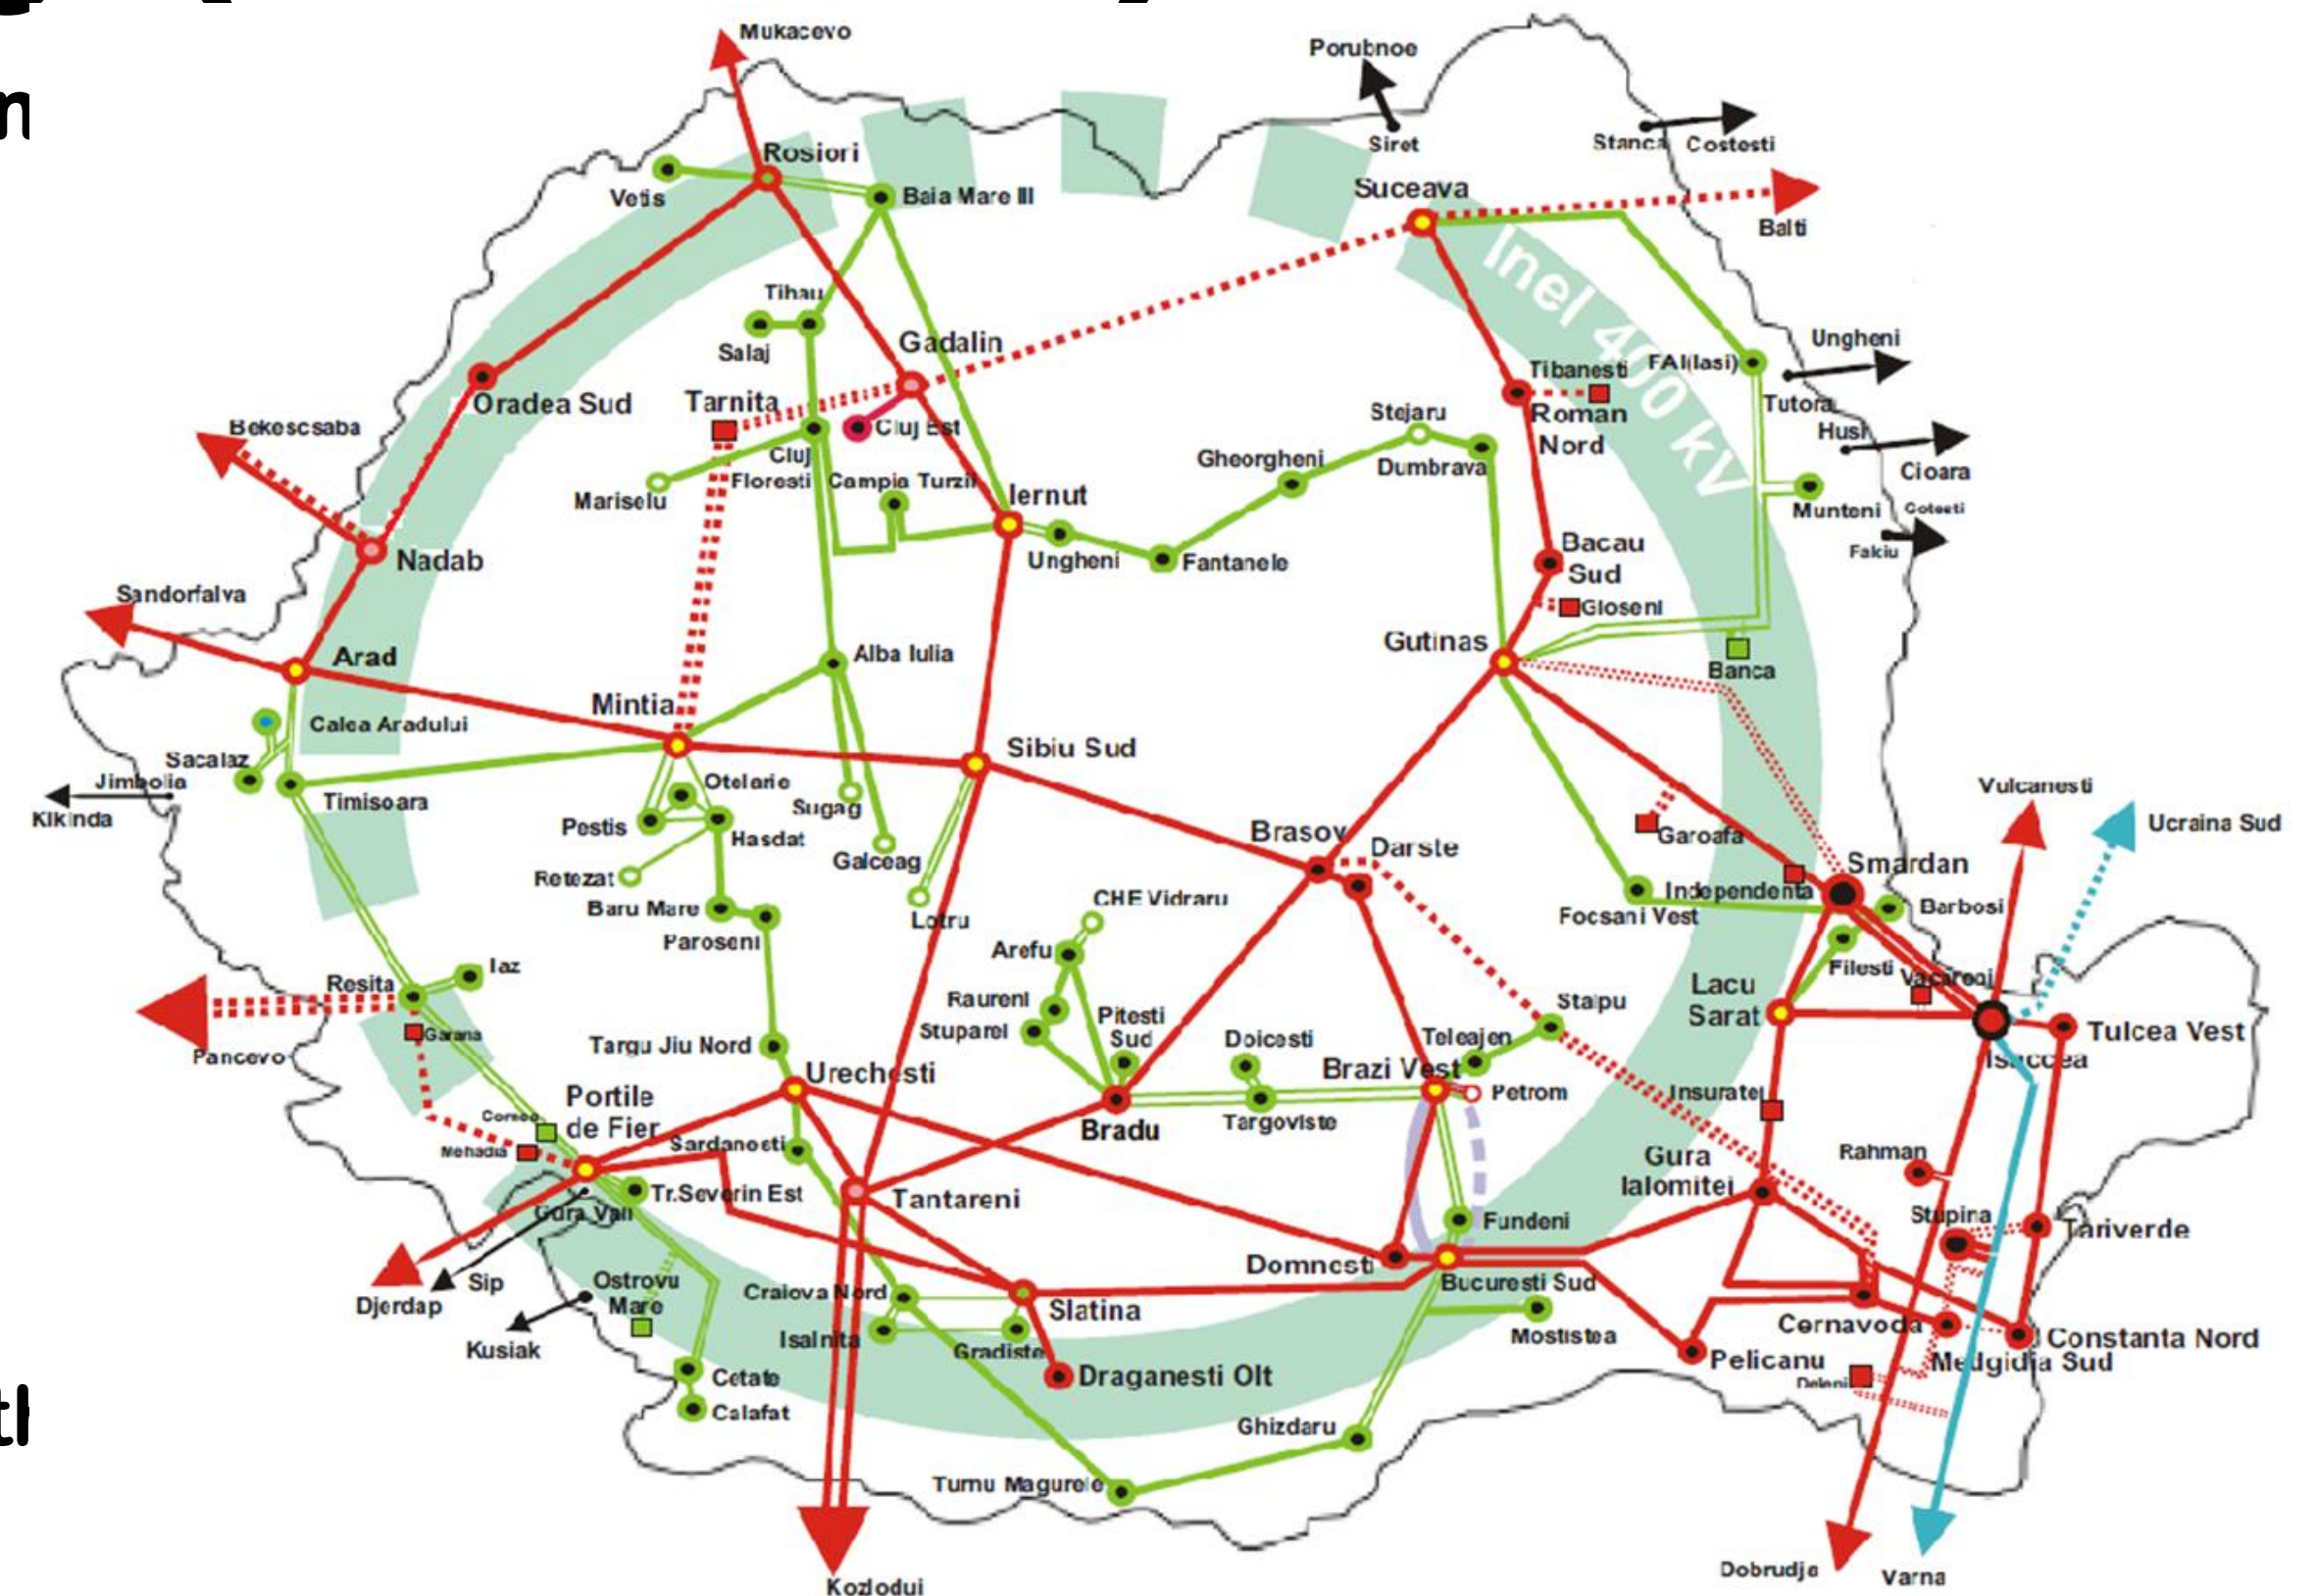 Mukacevo
Porubnoe
Siret
Stanca
Costesti
Rosiori
Vetis
Baia Mare III
Suceava
Balti
Inel 400 kV
Tihau
Salaj
Gadalin
Ungheni
Tibanesti
FAI(Iasi)
Oradea Sud
Tarnita
Cluj Est
Stejaru
Roman
Nord
Tutora
Husi
Bekescsaba
Cluj
Floresti
Campia Turzii
Gheorgheni
Dumbrava
Cioara
Mariselu
Iernut
Munteni
Gotesti
Nadab
Ungheni
Fantanele
Bacau
Sud
Falciu
Sandorfalva
Gioseni
Arad
Alba Iulia
Gutinas
Banca
Mintia
Calea Aradului
Sibiu Sud
Sacalaz
Jimbolia
Kikinda
Timisoara
Otelarie
Sugag
Vulcanesti
Ucraina Sud
Pestis
Hasdat
Brasov
Darste
Garoafa
Galceag
Smardan
Retezat
Independenta
Baru Mare
CHE Vidraru
Barbosi
Lotru
Focsani Vest
Paroseni
Arefu
Iaz
Filesti
Vacareni
Resita
Raureni
Stalpu
Lacu
Sarat
Garana
Stuparei
Pitesti
Sud
Doicesti
Teleajen
Tulcea Vest
Pancevo
Targu Jiu Nord
Isaccea
Urechesti
Brazi Vest
Petrom
Insuratei
Portile
de Fier
Cornea
Bradu
Targoviste
Mehadia
Sardanesti
Rahman
Gura
Ialomitei
Tr.Severin Est
Tantareni
Gura Vaii
Fundeni
Stupina
Tariverde
Domnesti
Sip
Ostrovu
Mare
Craiova Nord
Bucuresti Sud
Djerdap
Slatina
Kusiak
Isalnita
Gradiste
Mostistea
Cernavoda
Constanta Nord
Pelicanu
Medgidia Sud
Cetate
Draganesti Olt
Deleni
Calafat
Ghizdaru
Turnu Magurele
Dobrudja
Varna
Kozlodui